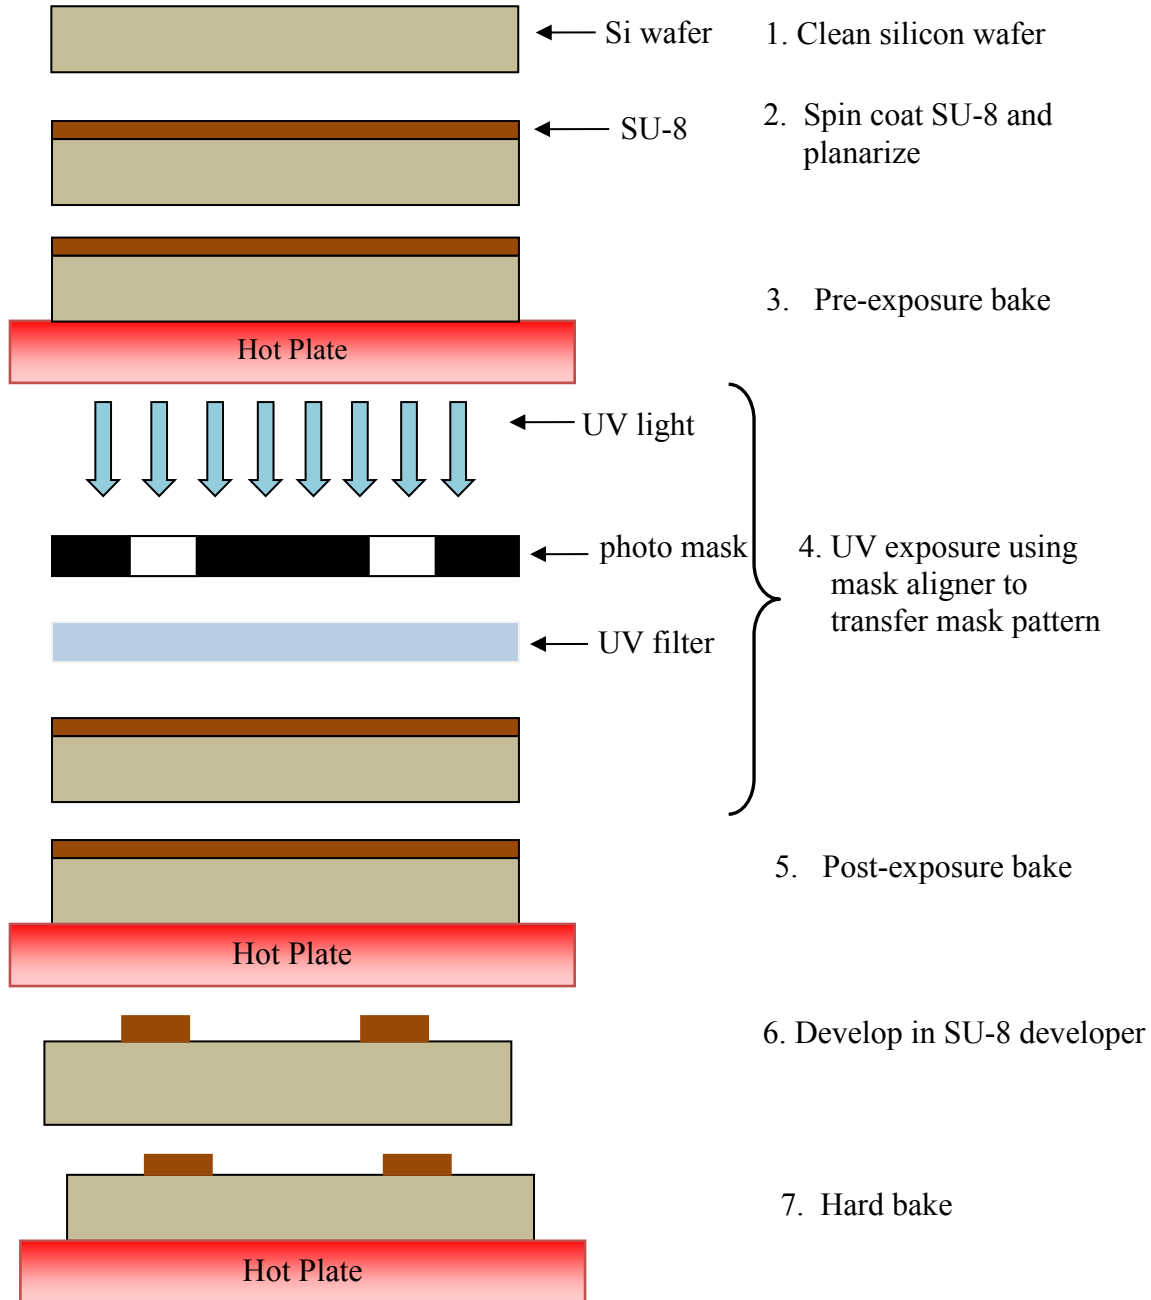 Si wafer
1. Clean silicon wafer
SU-8
2. Spin coat SU-8 and
planarize
3. Pre-exposure bake
Hot Plate
UV light
photo mask
4. UV exposure using
mask aligner to
transfer mask pattern
UV filter
5. Post-exposure bake
Hot Plate
6. Develop in SU-8 developer
7. Hard bake
Hot Plate